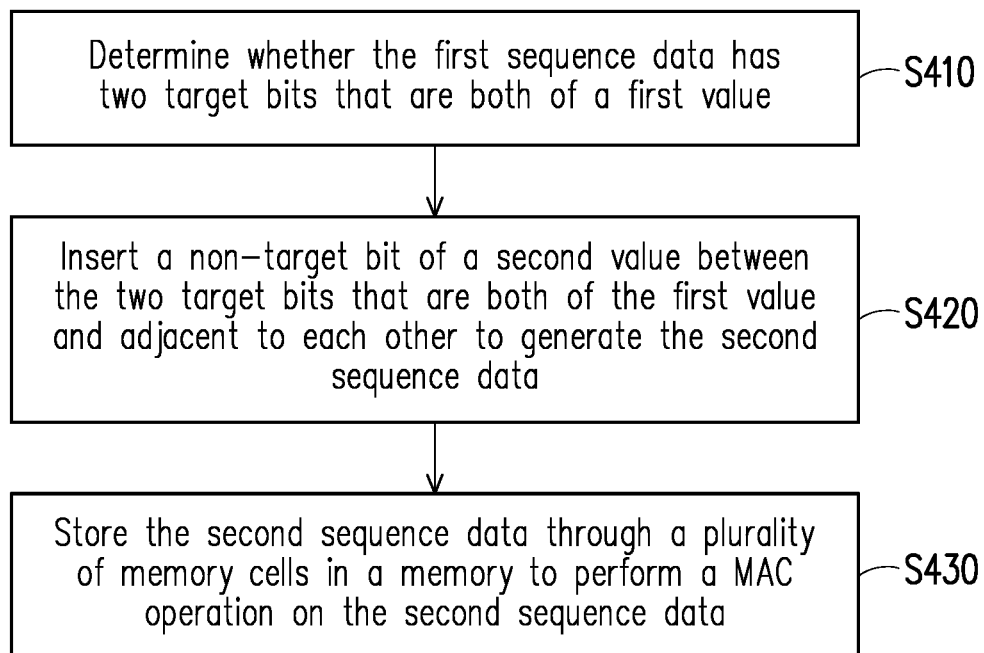 Determine whether the first sequence data has
two target bits that are both of a first value
S410
Insert a non-target bit of a second value between
the two target bits that are both of the first value
and adjacent to each other to generate the second
sequence data
S420
Store the second sequence data through a plurality
of memory cells in a memory to perform a MAC
operation on the second sequence data
S430